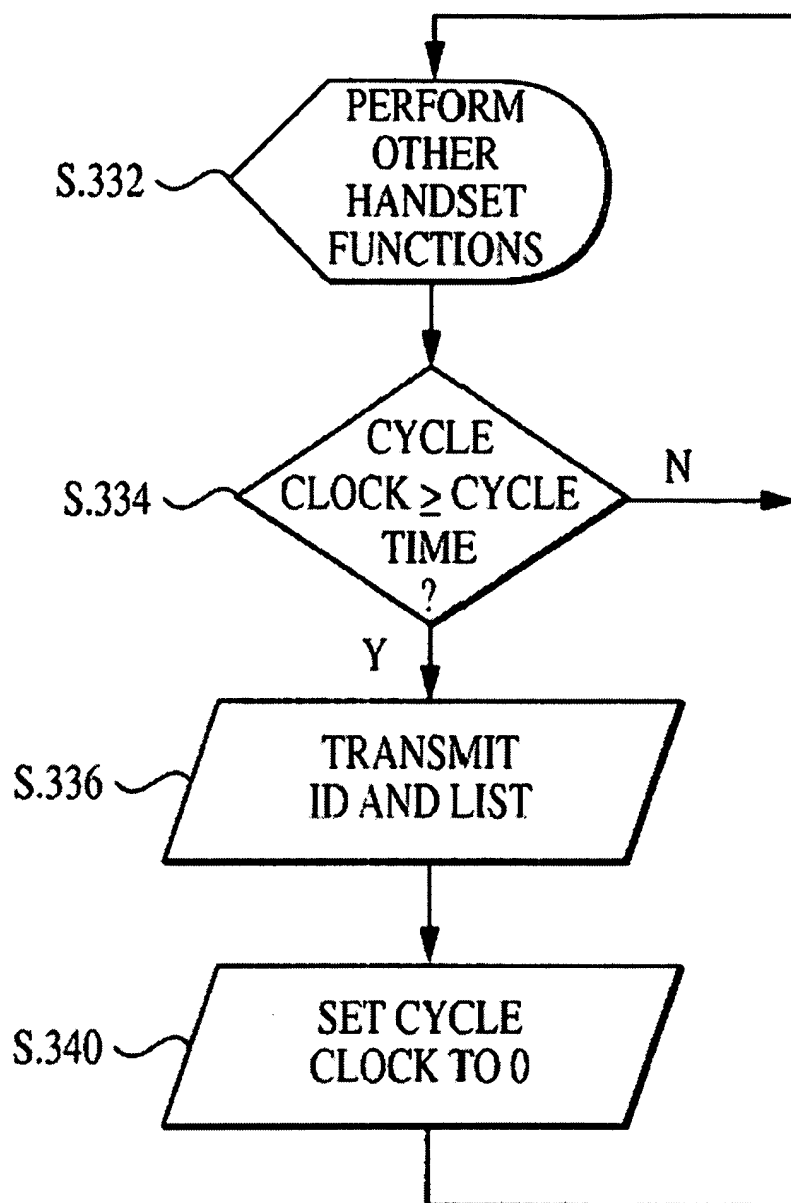 PERFORM
OTHER
HANDSET
FUNCTIONS
S.332
CYCLE
CLOCK ≥ CYCLE
TIME
?
S.334
N
Y
TRANSMIT
ID AND LIST
S.336
SET CYCLE
CLOCK TO 0
S.340